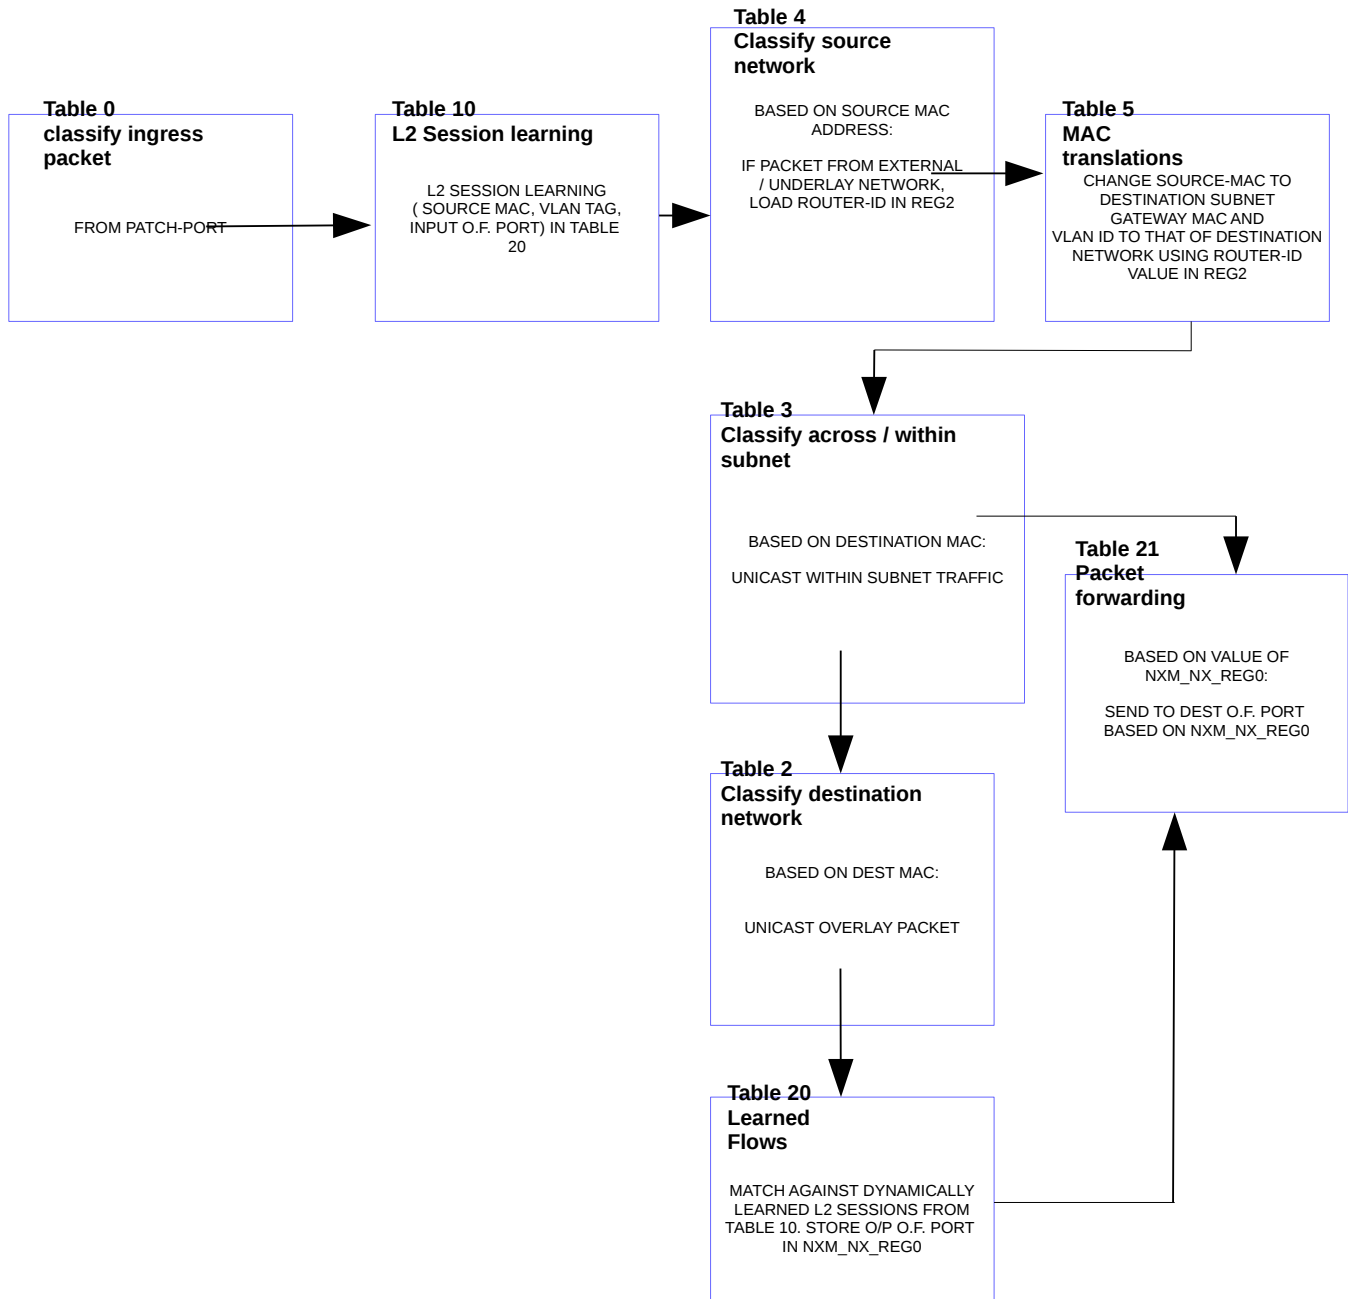 Table 0
classify ingress
packet
FROM PATCH-PORT
Table 10
L2 Session learning
L2 SESSION LEARNING
( SOURCE MAC, VLAN TAG,
INPUT O.F. PORT) IN TABLE
20
Table 4
Classify source
network
BASED ON SOURCE MAC
ADDRESS:
IF PACKET FROM EXTERNAL
/ UNDERLAY NETWORK,
LOAD ROUTER-ID IN REG2
Table 5
MAC
translations
CHANGE SOURCE-MAC TO
DESTINATION SUBNET
GATEWAY MAC AND
VLAN ID TO THAT OF DESTINATION
NETWORK USING ROUTER-ID
VALUE IN REG2
Table 3
Classify across / within
subnet
BASED ON DESTINATION MAC:
UNICAST WITHIN SUBNET TRAFFIC
Table 21
Packet
forwarding
BASED ON VALUE OF
NXM_NX_REG0:
SEND TO DEST O.F. PORT
BASED ON NXM_NX_REG0
Table 2
Classify destination
network
BASED ON DEST MAC:
UNICAST OVERLAY PACKET
Table 20
Learned
Flows
MATCH AGAINST DYNAMICALLY
LEARNED L2 SESSIONS FROM
TABLE 10. STORE O/P O.F. PORT
IN NXM_NX_REG0